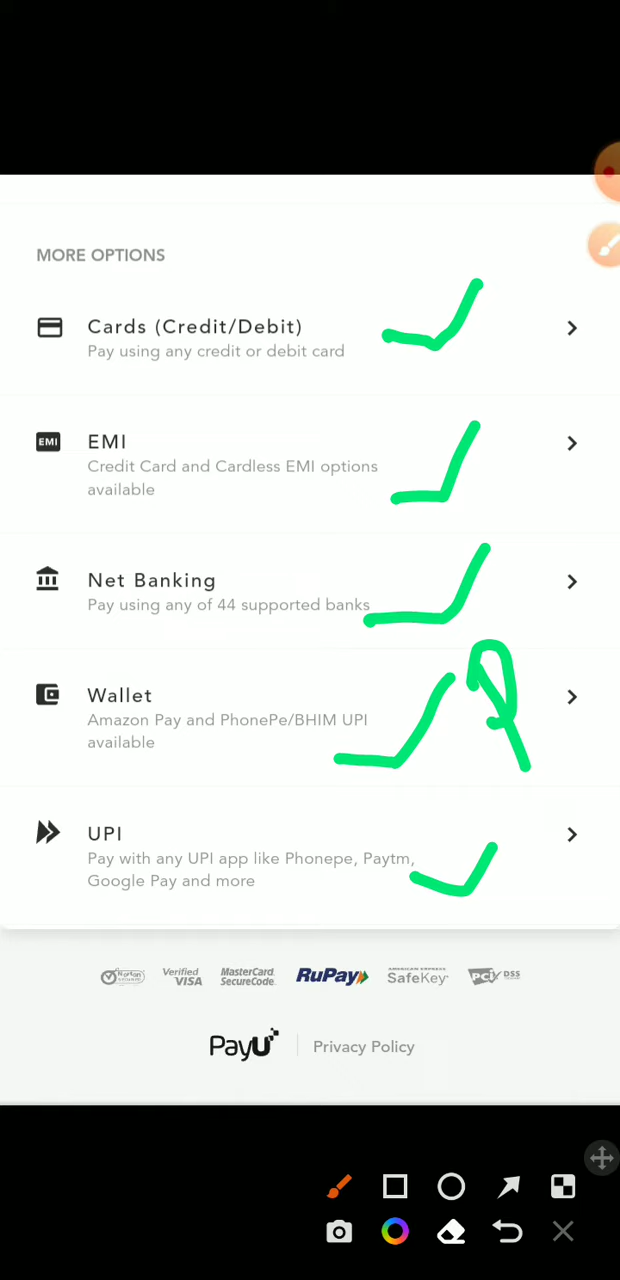 MORE OPTIONS
Cards (Credit/Debit)
Pay using any credit or debit card
EMI
EMI
Credit Card and Cardless EMI options
available
Net Banking
Pay using any of 44 supported banks
Wallet
Amazon Pay and PhonePe/BHIM UPI
available
UPI
Pay with any UPI app like Phonepe, Paytm,
Google Pay and more
Norton
Verified
VISA
MasterCard.
SecureCode.
RuPay
AMERICAN EXPRESS
SafeKey
PCI DSS
PayU
Privacy Policy